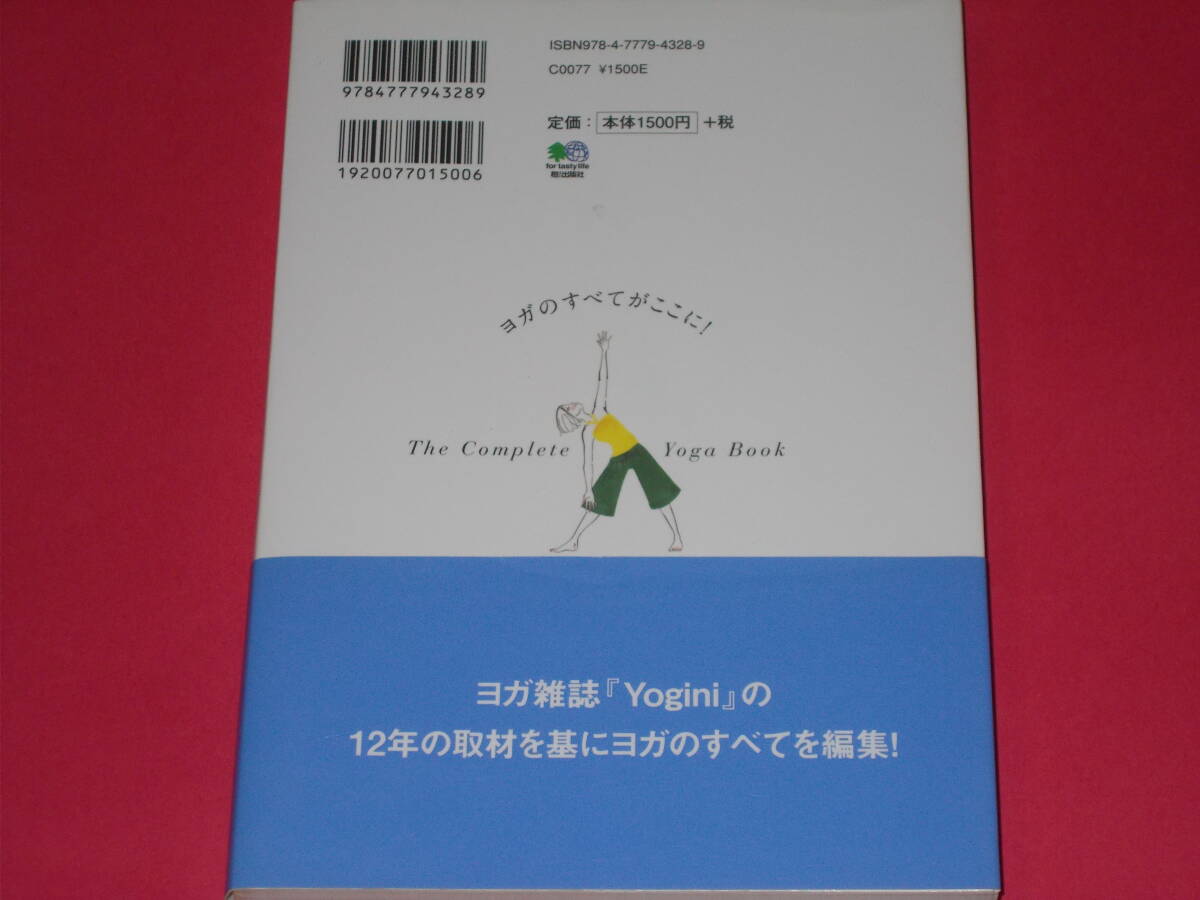 9784777943289
ISBN978-4-7779-4328-9
C0077 ¥1500E
1920077015006
定価： 本体1500円 +税
for tasty life
枻出版社
ヨガのすべてがここに!
The Complete Yoga Book
ヨガ雑誌『Yogini』の
12年の取材を基にヨガのすべてを編集!